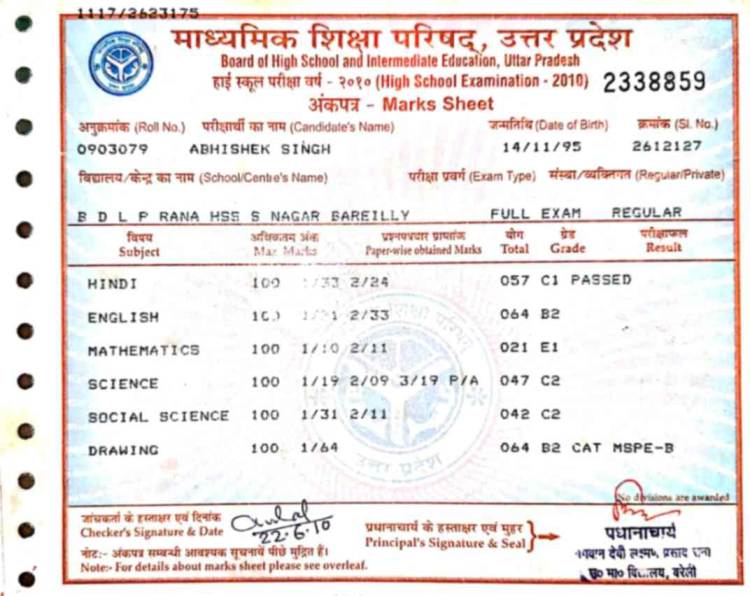 1117/2623175
माध्यमिक शिक्षा परिषद्, उत्तर प्रदेश
Board of High School and Intermediate Education, Uttar Pradesh
हाई स्कूल परीक्षा वर्ष - २०१० (High School Examination - 2010) 2338859
अंकपत्र - Marks Sheet
अनुक्रमांक (Roll No.) परीक्षार्थी का नाम (Candidate's Name) जन्मतिथि (Date of Birth) क्रमांक (Sl. No.)
0903079 ABHISHEK SINGH 14/11/95 2612127
विद्यालय/केन्द्र का नाम (School/Centre's Name) परीक्षा प्रवर्ग (Exam Type) संस्था/व्यक्तिगत (Regular/Private)
B D L P RANA HSS S NAGAR BAREILLY FULL EXAM REGULAR
विषय अधिकतम अंक प्रश्नपत्रवार प्राप्तांक योग ग्रेड परीक्षाफल
Subject Max Marks Paper-wise obtained Marks Total Grade Result
HINDI 100 1/33 2/24 057 C1 PASSED
ENGLISH 1/31 2/33 064 B2
MATHEMATICS 100 1/10 2/11 021 E1
SCIENCE 100 1/19 2/09 3/19 P/A 047 C2
SOCIAL SCIENCE 100 1/31 2/11 042 C2
DRAWING 100 1/64 064 B2 CAT MSPE-B
No divisions are awarded
जांचकर्ता के हस्ताक्षर एवं दिनांक
Checker's Signature & Date 22.6.10
प्रधानाचार्य के हस्ताक्षर एवं मुहर
Principal's Signature & Seal
नोट:- अंकपत्र सम्बन्धी आवश्यक सूचनायें पीछे मुद्रित हैं।
Note:- For details about marks sheet please see overleaf.
प्रधानाचार्य
देवी प्रसाद
बरेली